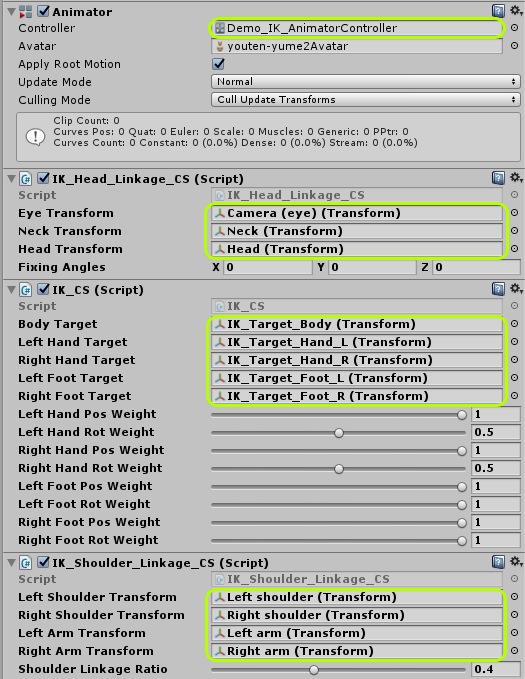 Animator
Controller Demo_IK_AnimatorController
Avatar youten-yume2Avatar
Apply Root Motion
Update Mode Normal
Culling Mode Cull Update Transforms
Clip Count: 0
Curves Pos: 0 Quat: 0 Euler: 0 Scale: 0 Muscles: 0 Generic: 0 PPtr: 0
Curves Count: 0 Constant: 0 (0.0%) Dense: 0 (0.0%) Stream: 0 (0.0%)
IK_Head_Linkage_CS (Script)
Script IK_Head_Linkage_CS
Eye Transform Camera (eye) (Transform)
Neck Transform Neck (Transform)
Head Transform Head (Transform)
Fixing Angles X 0 Y 0 Z 0
IK_CS (Script)
Script IK_CS
Body Target IK_Target_Body (Transform)
Left Hand Target IK_Target_Hand_L (Transform)
Right Hand Target IK_Target_Hand_R (Transform)
Left Foot Target IK_Target_Foot_L (Transform)
Right Foot Target IK_Target_Foot_R (Transform)
Left Hand Pos Weight 1
Left Hand Rot Weight 0.5
Right Hand Pos Weight 1
Right Hand Rot Weight 0.5
Left Foot Pos Weight 1
Left Foot Rot Weight 1
Right Foot Pos Weight 1
Right Foot Rot Weight 1
IK_Shoulder_Linkage_CS (Script)
Script IK_Shoulder_Linkage_CS
Left Shoulder Transform Left shoulder (Transform)
Right Shoulder Transform Right shoulder (Transform)
Left Arm Transform Left arm (Transform)
Right Arm Transform Right arm (Transform)
Shoulder Linkage Ratio 0.4